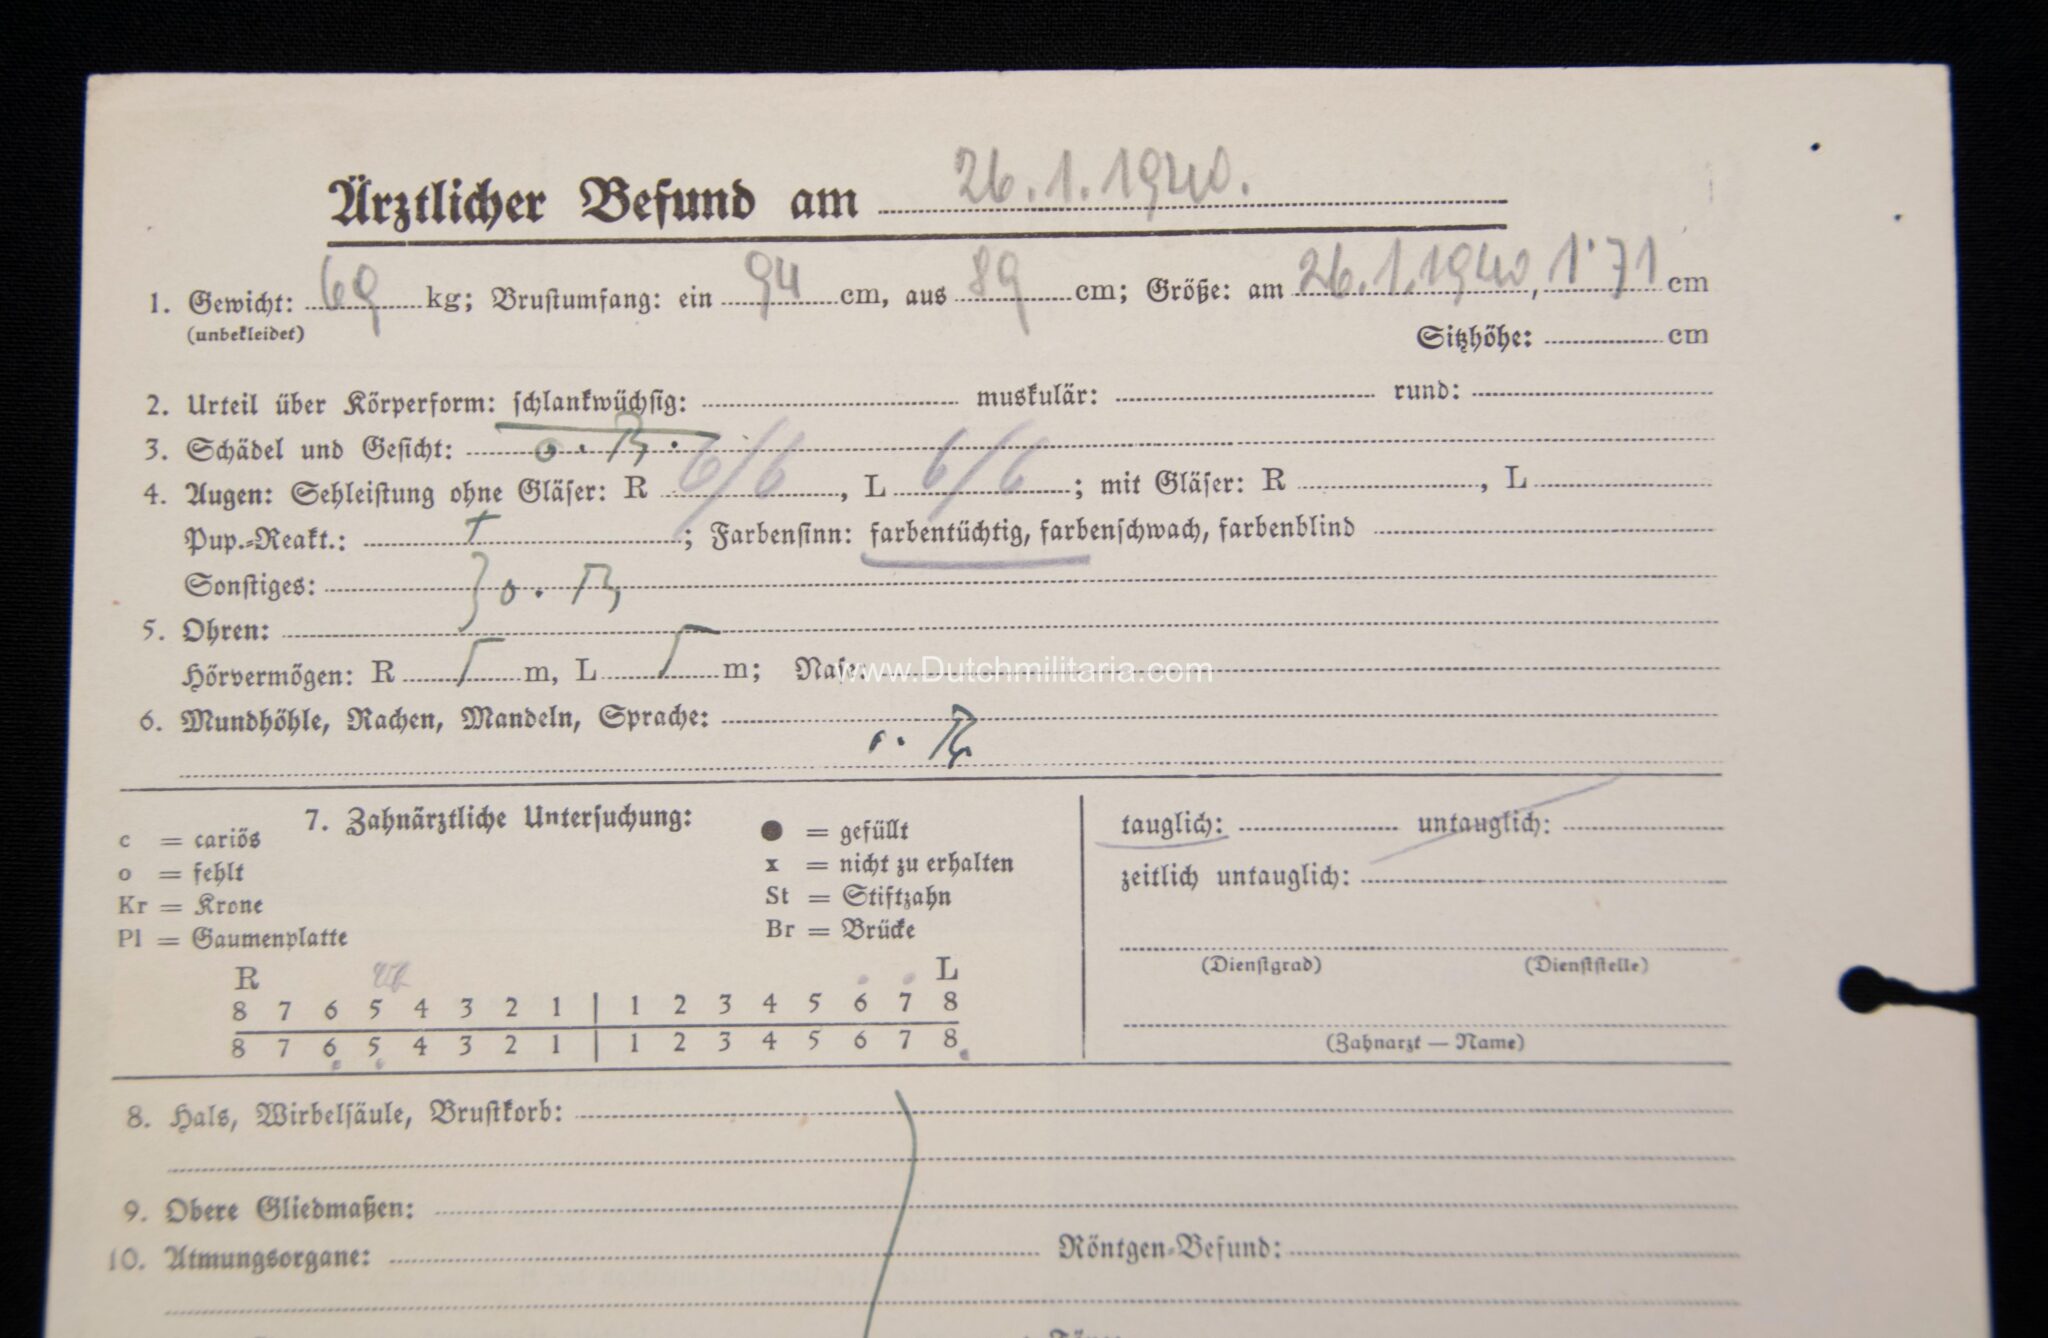 Ärztlicher Befund am 26.1.1940.
1. Gewicht: 69 kg; Brustumfang: ein 94 cm, aus 89 cm; Größe: am 26.1.1940, 1'71 cm
(unbekleidet)
Sitzhöhe: cm
2. Urteil über Körperform: schlankwüchsig: muskulär: rund:
3. Schädel und Gesicht: o. B.
4. Augen: Sehleistung ohne Gläser: R 6/6, L 6/6; mit Gläser: R , L
Pup.-Reakt.: + ; Farbensinn: farbentüchtig, farbenschwach, farbenblind
Sonstiges: } o. B
5. Ohren:
Hörvermögen: R m, L m; Nase:
www.Dutchmilitaria.com
6. Mundhöhle, Rachen, Mandeln, Sprache:
o. B.
7. Zahnärztliche Untersuchung:
c = cariös
o = fehlt
Kr = Krone
Pl = Gaumenplatte
● = gefüllt
x = nicht zu erhalten
St = Stiftzahn
Br = Brücke
R L
8 7 6 5 4 3 2 1 | 1 2 3 4 5 6 7 8
8 7 6 5 4 3 2 1 | 1 2 3 4 5 6 7 8
tauglich: untauglich:
zeitlich untauglich:
(Dienstgrad) (Dienststelle)
(Zahnarzt — Name)
8. Hals, Wirbelsäule, Brustkorb:
9. Obere Gliedmaßen:
10. Atmungsorgane: Röntgen-Befund: